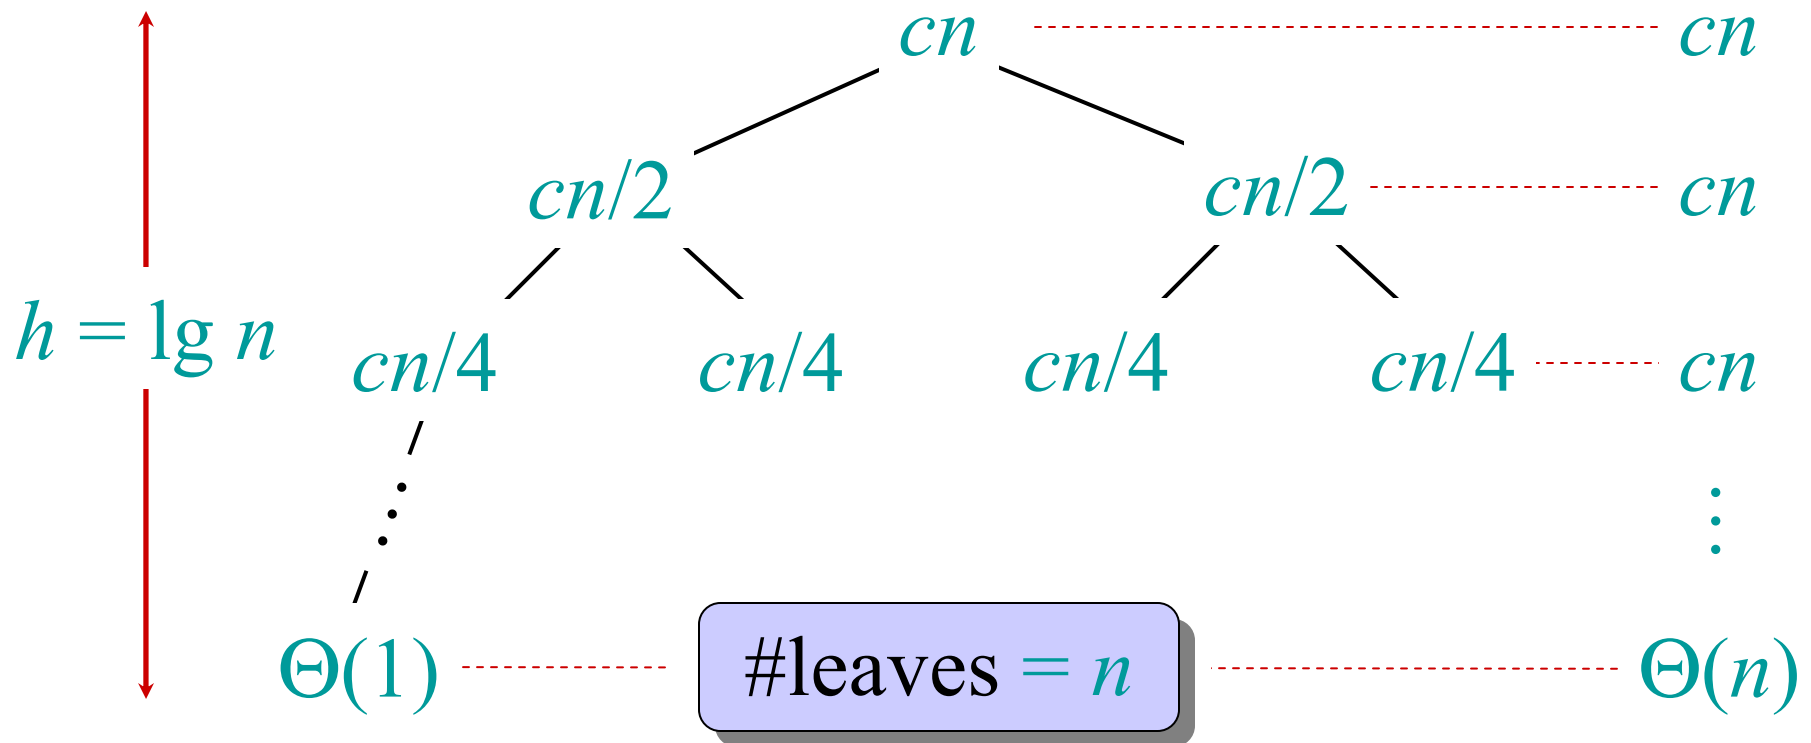 cn cn
cn/2 cn/2 cn
h = lg n
cn/4 cn/4 cn/4 cn/4 cn
Θ(1) #leaves = n Θ(n)